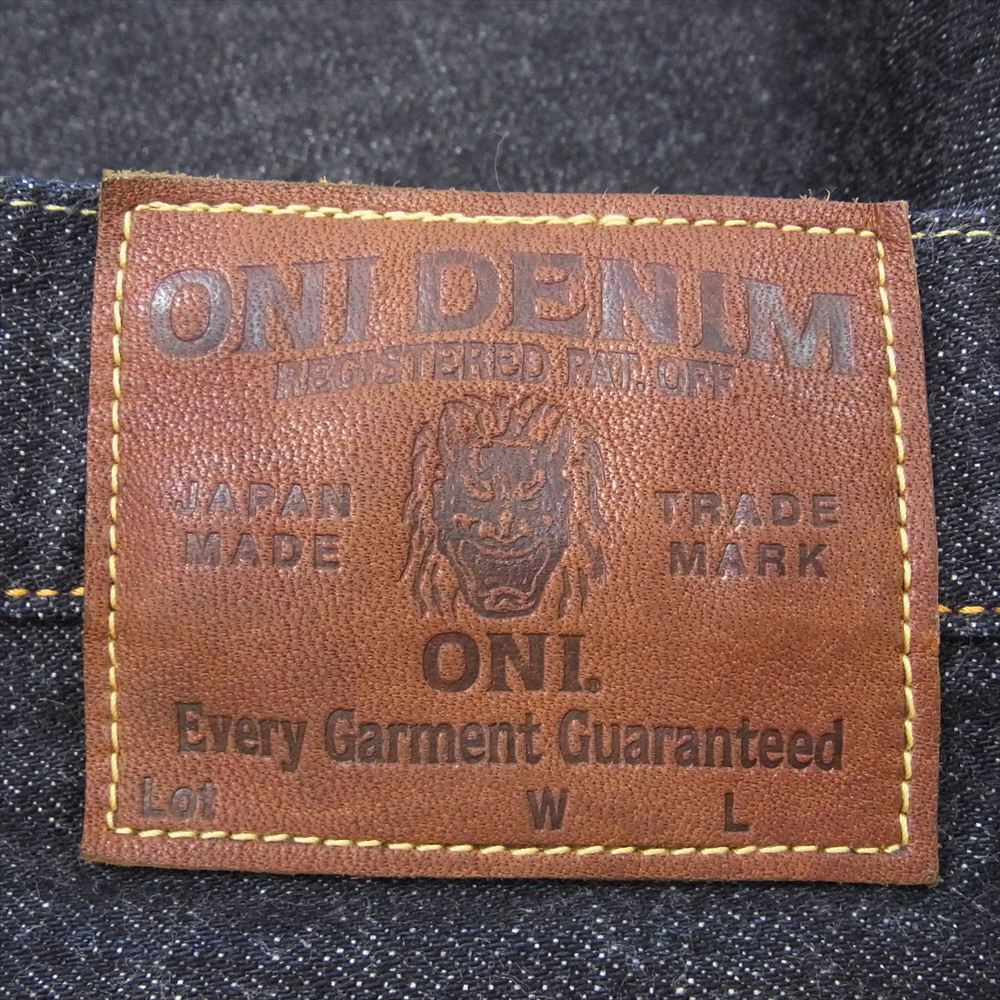 ONI DENIM
REGISTERED PAT. OFF
JAPAN MADE
TRADE MARK
ONI.
Every Garment Guaranteed
Lot W L